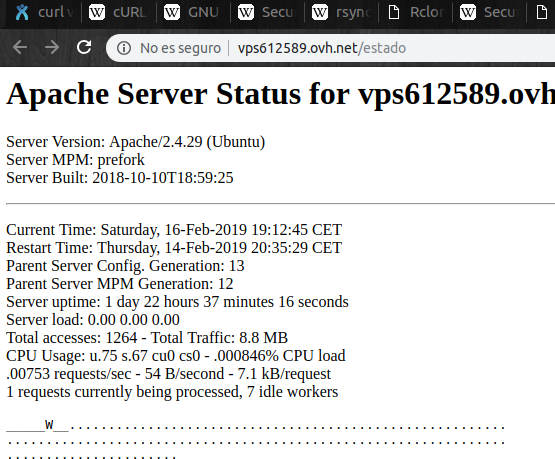 curl
cURL
GNU
Secu
rsyn
Rclor
Secu
No es seguro | vps612589.ovh.net/estado
Apache Server Status for vps612589.ovh
Server Version: Apache/2.4.29 (Ubuntu)
Server MPM: prefork
Server Built: 2018-10-10T18:59:25
Current Time: Saturday, 16-Feb-2019 19:12:45 CET
Restart Time: Thursday, 14-Feb-2019 20:35:29 CET
Parent Server Config. Generation: 13
Parent Server MPM Generation: 12
Server uptime: 1 day 22 hours 37 minutes 16 seconds
Server load: 0.00 0.00 0.00
Total accesses: 1264 - Total Traffic: 8.8 MB
CPU Usage: u.75 s.67 cu0 cs0 - .000846% CPU load
.00753 requests/sec - 54 B/second - 7.1 kB/request
1 requests currently being processed, 7 idle workers
_____W__........................................................
................................................................
......................